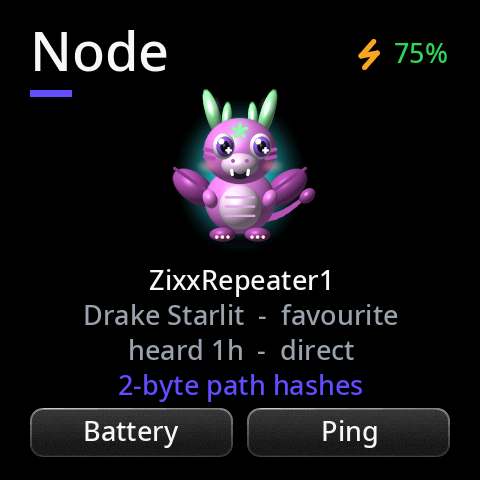 Node
75%
ZixxRepeater1
Drake Starlit - favourite
heard 1h - direct
2-byte path hashes
Battery
Ping